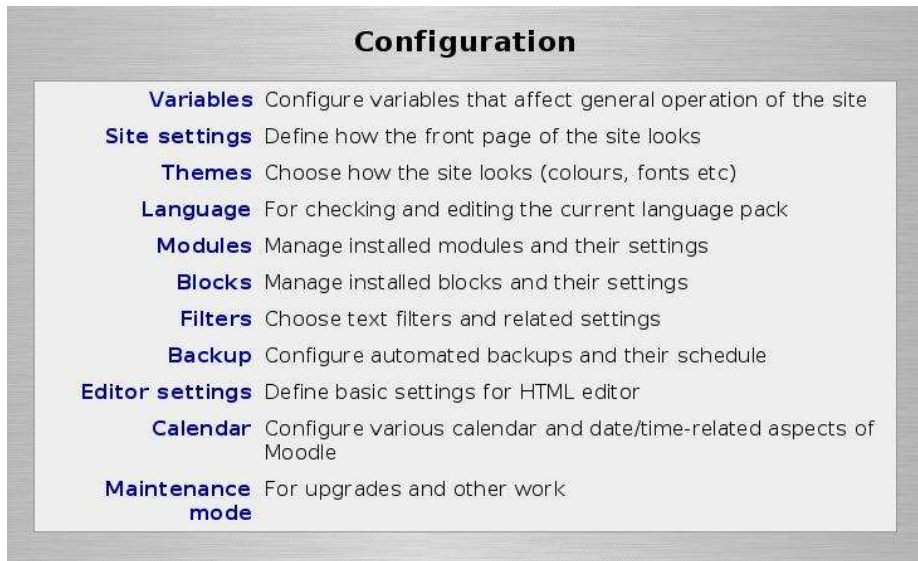 Configuration
Variables Configure variables that affect general operation of the site
Site settings Define how the front page of the site looks
Themes Choose how the site looks (colours, fonts etc)
Language For checking and editing the current language pack
Modules Manage installed modules and their settings
Blocks Manage installed blocks and their settings
Filters Choose text filters and related settings
Backup Configure automated backups and their schedule
Editor settings Define basic settings for HTML editor
Calendar Configure various calendar and date/time-related aspects of
Moodle
Maintenance For upgrades and other work
mode